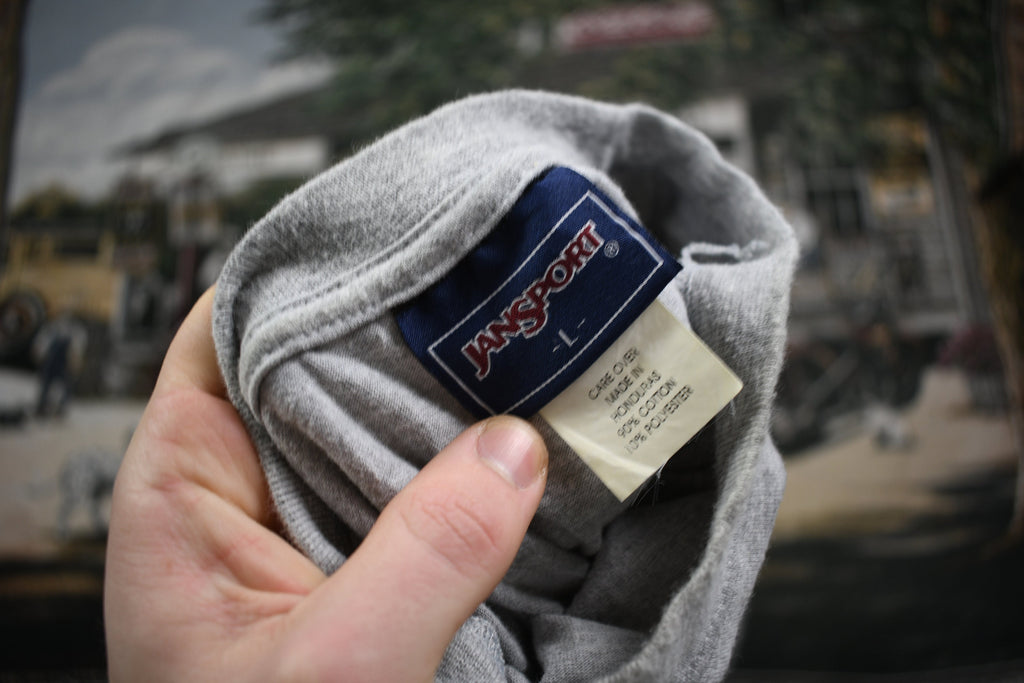 JANSPORT®
-L-
CARE OVER
MADE IN
HONDURAS
90% COTTON
10% POLYESTER